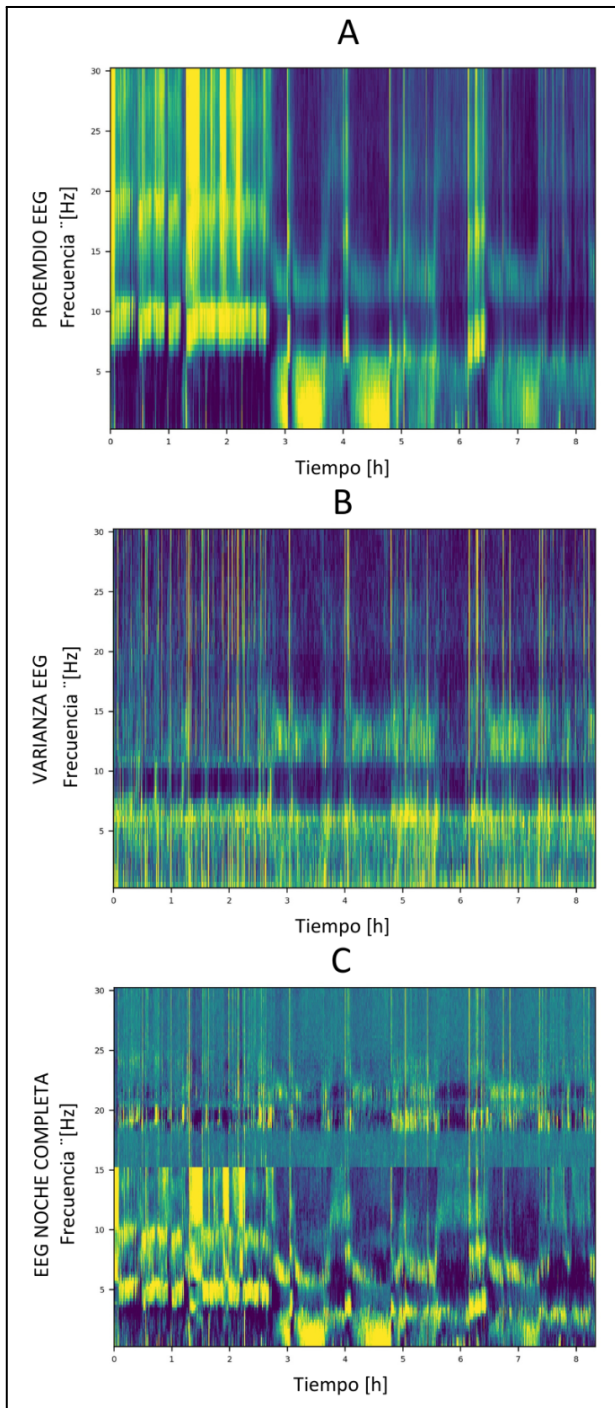 A
30
25
20
15
10
5
0 1 2 3 4 5 6 7 8
PROEMDIO EEG
Frecuencia ¨[Hz]
Tiempo [h]
B
30
25
20
15
10
5
0 1 2 3 4 5 6 7 8
VARIANZA EEG
Frecuencia ¨[Hz]
Tiempo [h]
C
30
25
20
15
10
5
0 1 2 3 4 5 6 7 8
EEG NOCHE COMPLETA
Frecuencia ¨[Hz]
Tiempo [h]